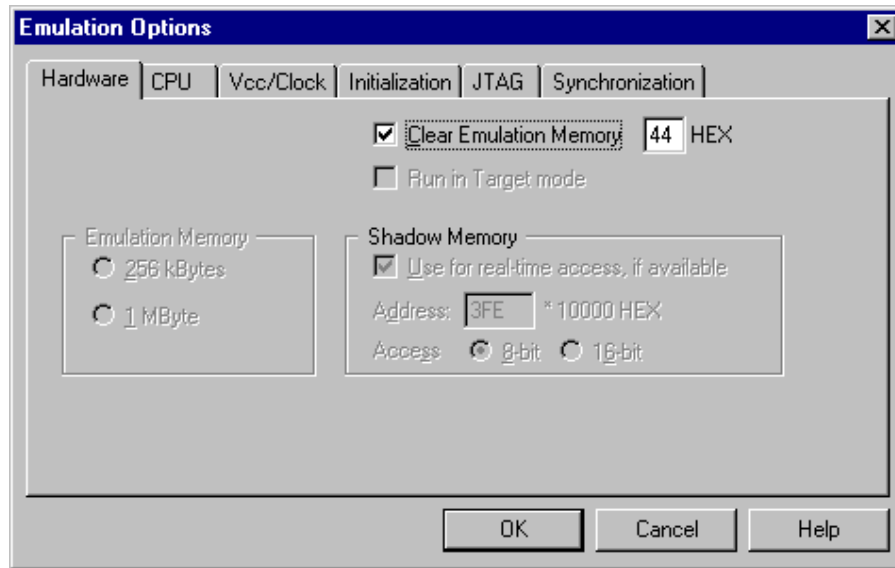 Emulation Options
Hardware CPU Vcc/Clock Initialization JTAG Synchronization
Clear Emulation Memory 44 HEX
Run in Target mode
Emulation Memory
256 kBytes
1 MByte
Shadow Memory
Use for real-time access, if available
Address: 3FE * 10000 HEX
Access 8-bit 16-bit
OK Cancel Help